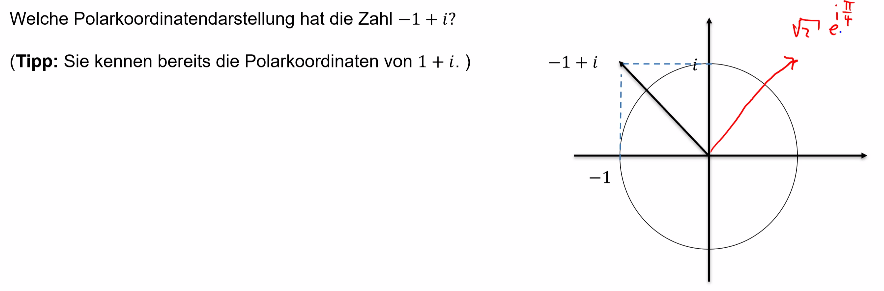 Welche Polarkoordinatendarstellung hat die Zahl −1 + i?
(Tipp: Sie kennen bereits die Polarkoordinaten von 1 + i. )
√2 e^{i π/4}
−1 + i
i
−1